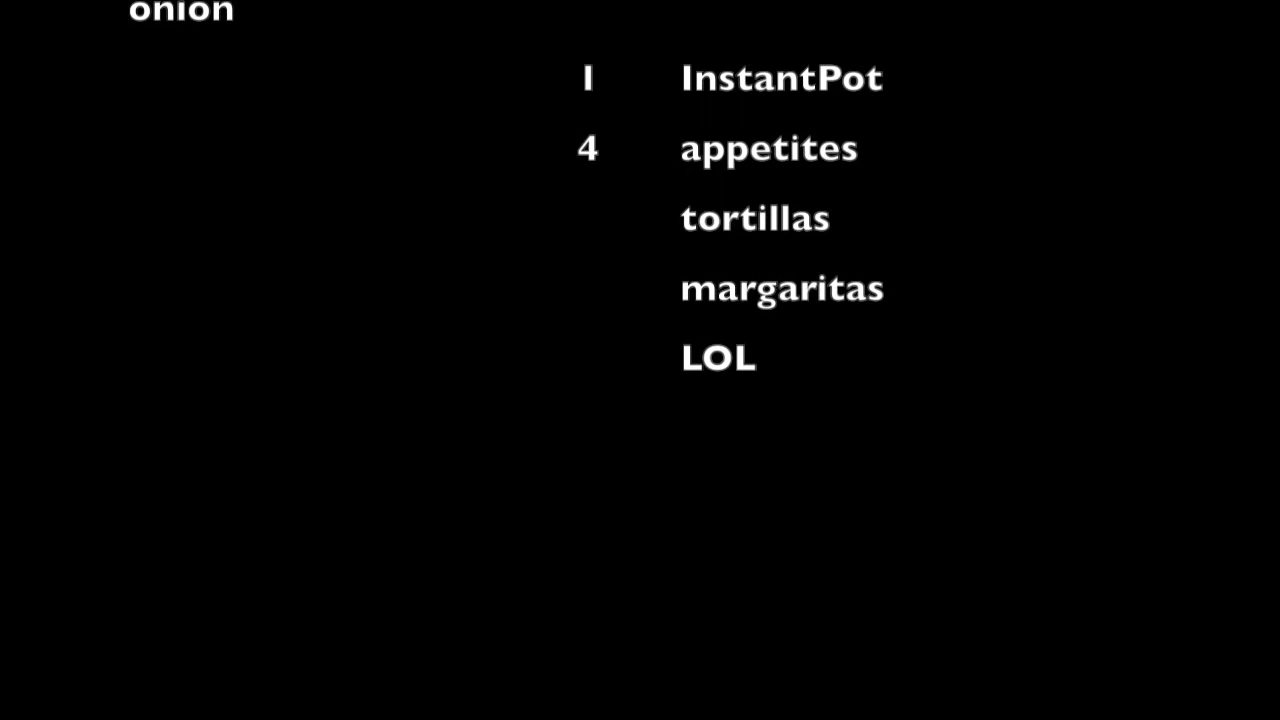 onion
1 InstantPot
4 appetites
tortillas
margaritas
LOL